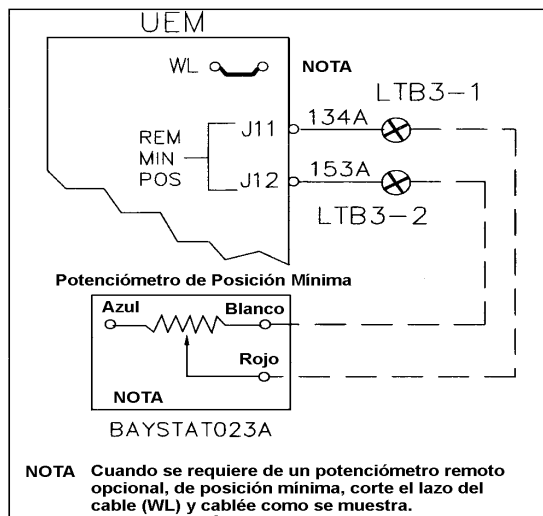 UEM
WL
NOTA
LTB3-1
J11
134A
REM
MIN
POS
J12
153A
LTB3-2
Potenciómetro de Posición Mínima
Azul
Blanco
Rojo
NOTA
BAYSTAT023A
NOTA Cuando se requiere de un potenciómetro remoto
opcional, de posición mínima, corte el lazo del
cable (WL) y cablée como se muestra.